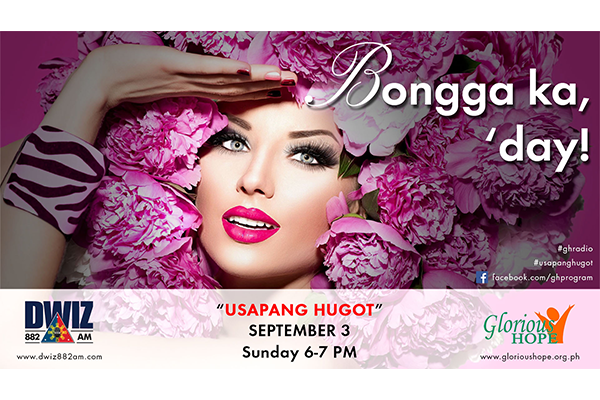 Bongga ka,
'day!
#ghradio
#usapanghugot
f facebook.com/ghprogram
DWIZ
882 AM
www.dwiz882am.com
"USAPANG HUGOT"
SEPTEMBER 3
Sunday 6-7 PM
Glorious
HOPE
www.glorioushope.org.ph